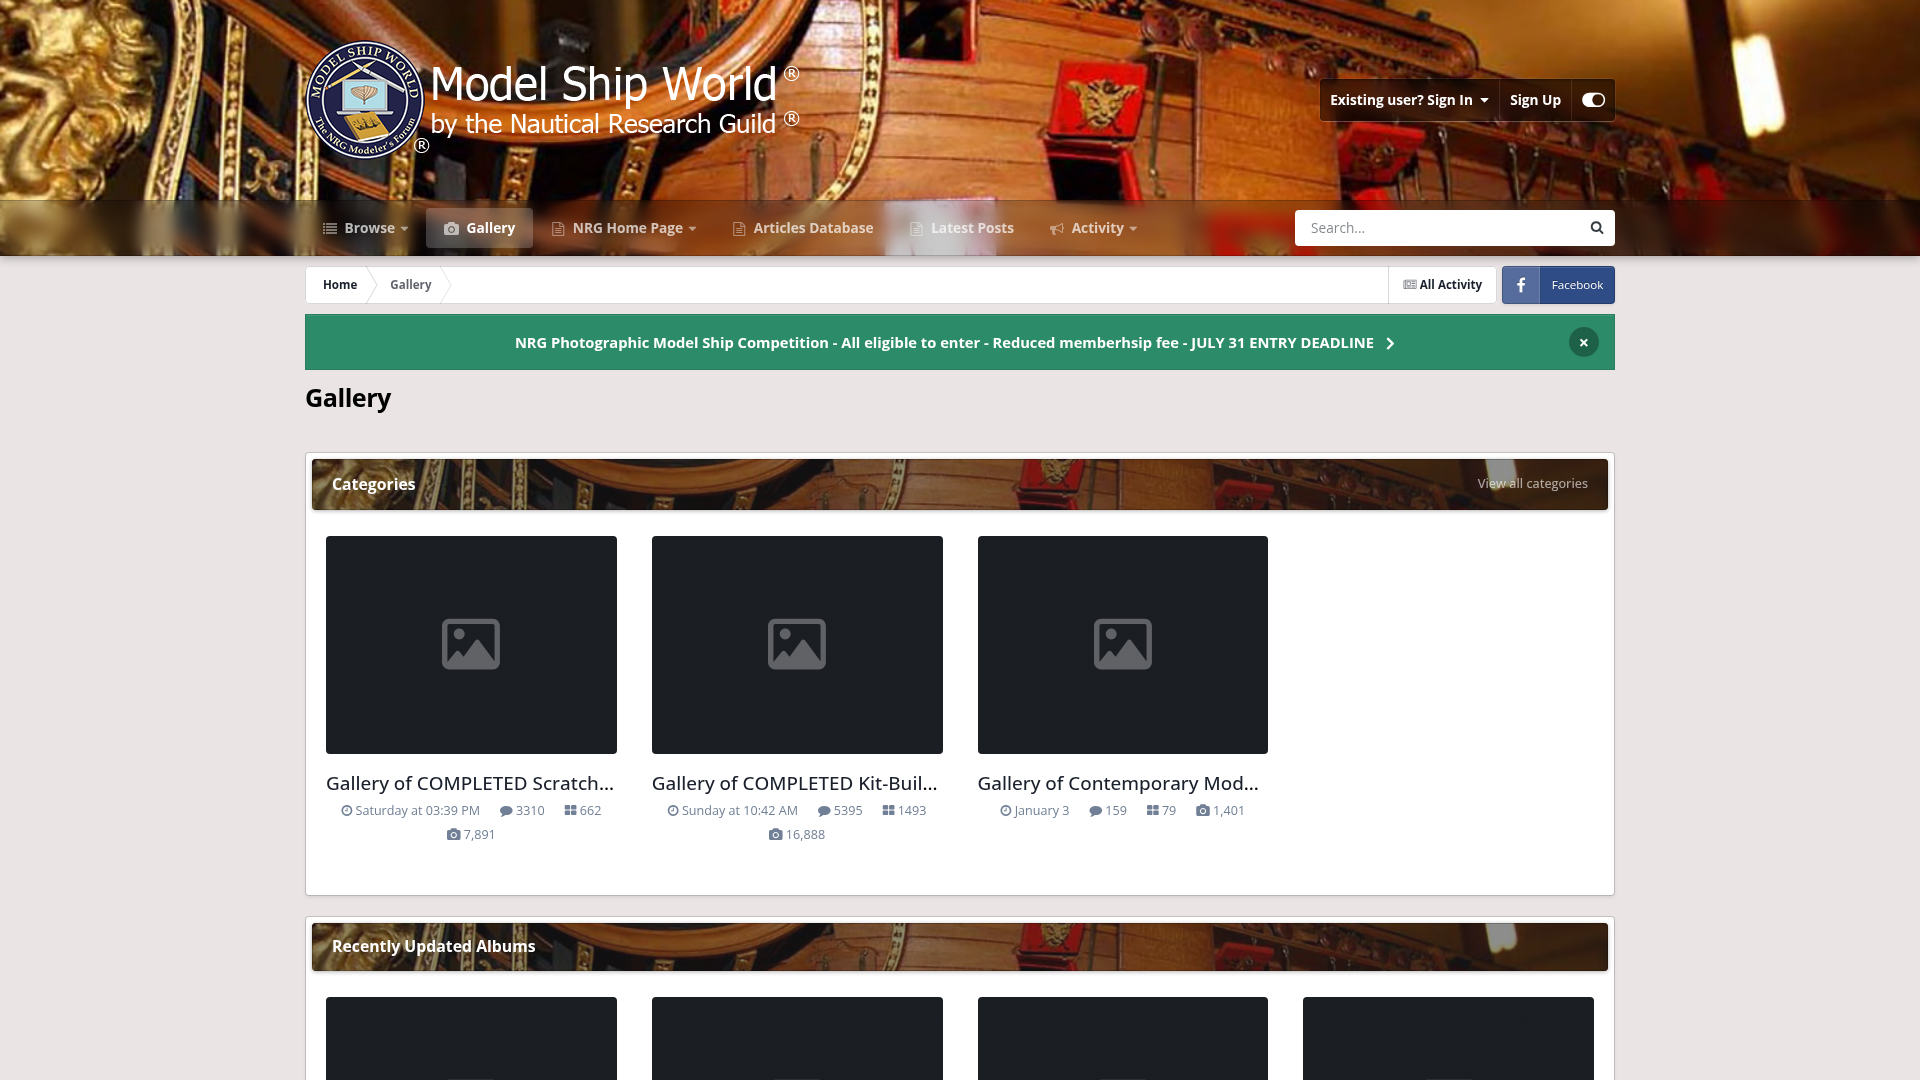 MODEL SHIP WORLD
The NRG Modeler's Forum
®
Model Ship World ®
by the Nautical Research Guild ®
Existing user? Sign In
Sign Up
Browse
Gallery
NRG Home Page
Articles Database
Latest Posts
Activity
Search...
Home
Gallery
All Activity
Facebook
NRG Photographic Model Ship Competition - All eligible to enter - Reduced memberhsip fee - JULY 31 ENTRY DEADLINE
Gallery
Categories
View all categories
Gallery of COMPLETED Scratch...
Saturday at 03:39 PM 3310 662
7,891
Gallery of COMPLETED Kit-Buil...
Sunday at 10:42 AM 5395 1493
16,888
Gallery of Contemporary Mod...
January 3 159 79 1,401
Recently Updated Albums